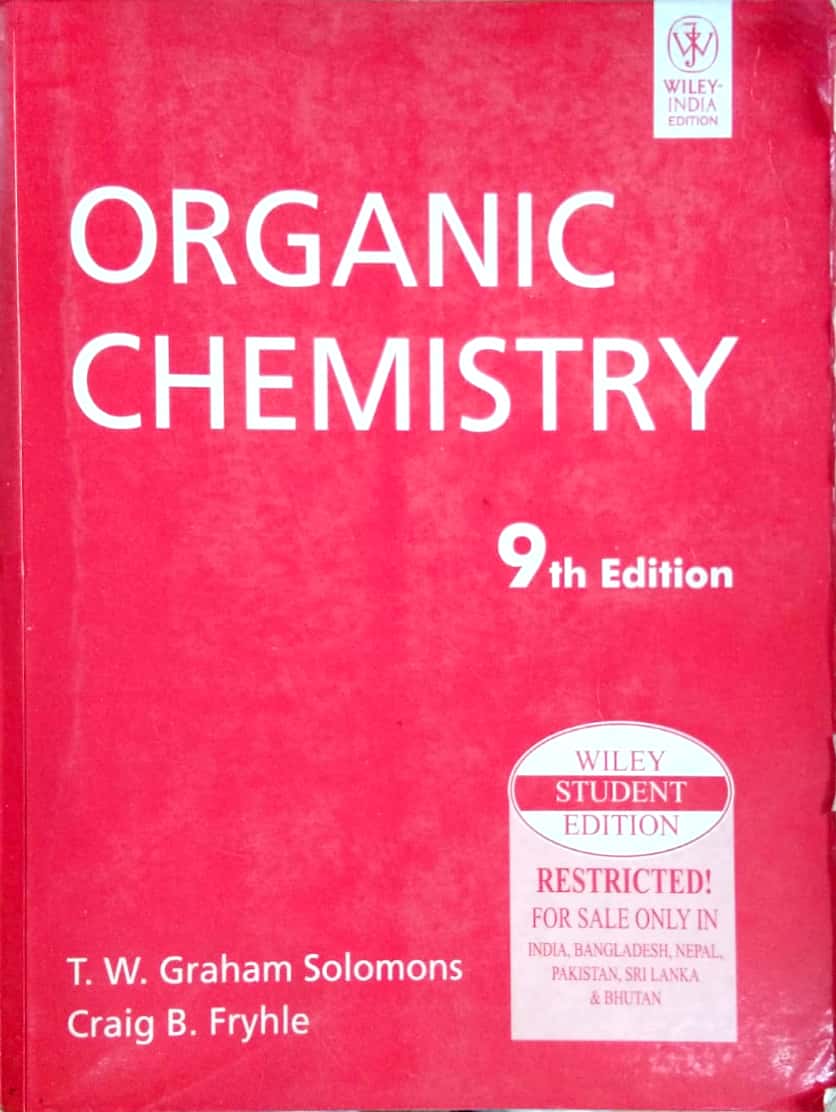 WILEY-
INDIA
EDITION
ORGANIC
CHEMISTRY
9th Edition
WILEY
STUDENT
EDITION
RESTRICTED!
FOR SALE ONLY IN
INDIA, BANGLADESH, NEPAL,
PAKISTAN, SRI LANKA
& BHUTAN
T. W. Graham Solomons
Craig B. Fryhle